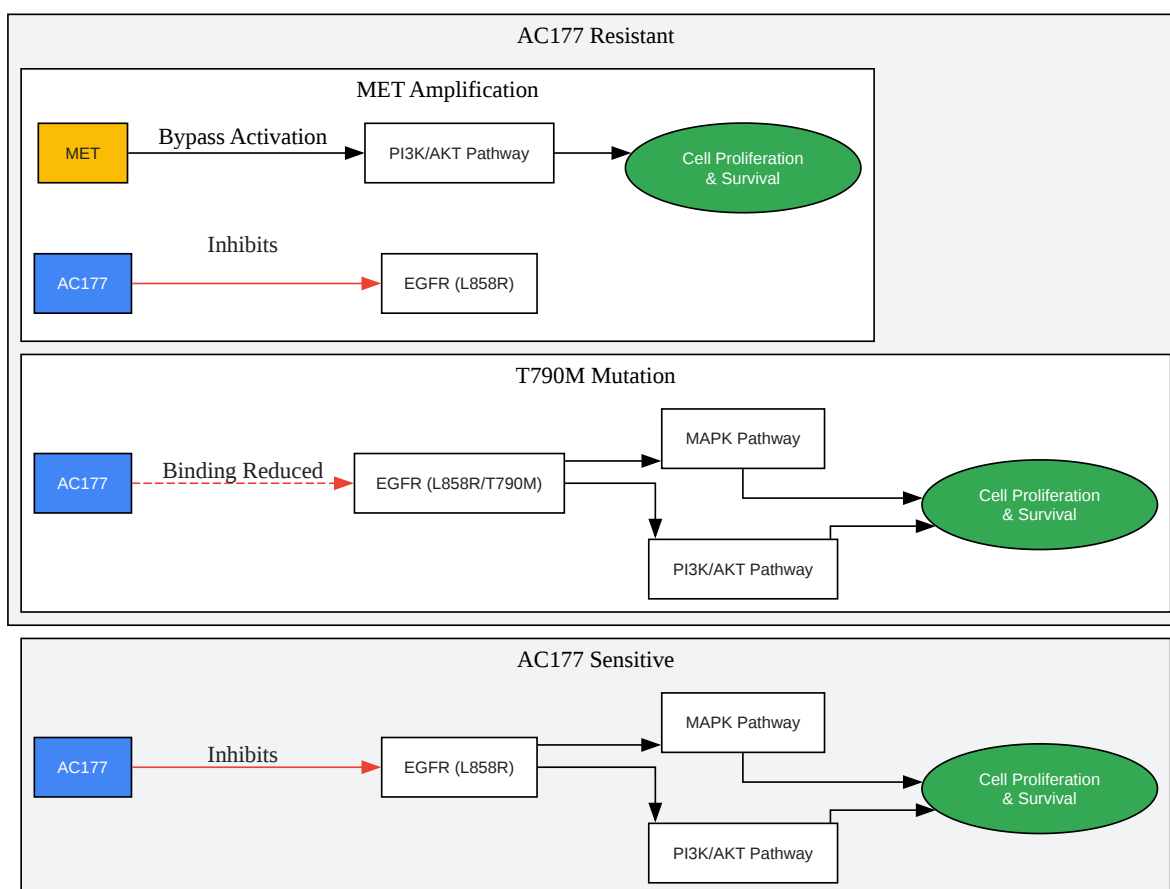 AC177 Resistant
MET Amplification
MET
Bypass Activation
PI3K/AKT Pathway
Cell Proliferation
& Survival
AC177
Inhibits
EGFR (L858R)
T790M Mutation
AC177
Binding Reduced
EGFR (L858R/T790M)
MAPK Pathway
PI3K/AKT Pathway
Cell Proliferation
& Survival
AC177 Sensitive
AC177
Inhibits
EGFR (L858R)
MAPK Pathway
PI3K/AKT Pathway
Cell Proliferation
& Survival